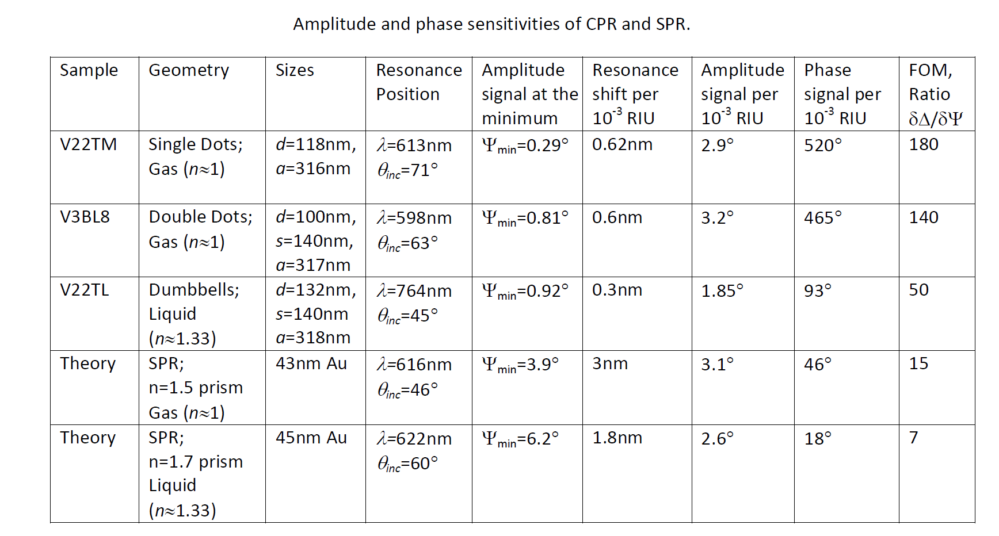 Amplitude and phase sensitivities of CPR and SPR.
Sample
Geometry
Sizes
Resonance
Position
Amplitude
signal at the
minimum
Resonance
shift per
10⁻³ RIU
Amplitude
signal per
10⁻³ RIU
Phase
signal per
10⁻³ RIU
FOM,
Ratio
δΔ/δΨ
V22TM
Single Dots;
Gas (n≈1)
d=118nm,
a=316nm
λ=613nm
θinc=71°
Ψmin=0.29°
0.62nm
2.9°
520°
180
V3BL8
Double Dots;
Gas (n≈1)
d=100nm,
s=140nm,
a=317nm
λ=598nm
θinc=63°
Ψmin=0.81°
0.6nm
3.2°
465°
140
V22TL
Dumbbells;
Liquid
(n≈1.33)
d=132nm,
s=140nm
a=318nm
λ=764nm
θinc=45°
Ψmin=0.92°
0.3nm
1.85°
93°
50
Theory
SPR;
n=1.5 prism
Gas (n≈1)
43nm Au
λ=616nm
θinc=46°
Ψmin=3.9°
3nm
3.1°
46°
15
Theory
SPR;
n=1.7 prism
Liquid
(n≈1.33)
45nm Au
λ=622nm
θinc=60°
Ψmin=6.2°
1.8nm
2.6°
18°
7